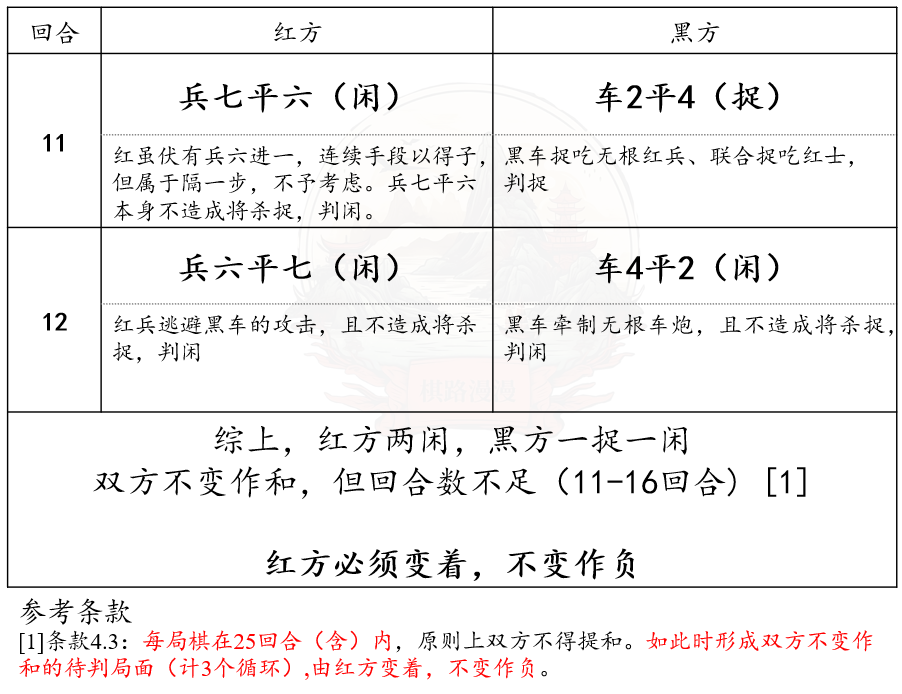 回合 红方 黑方
兵七平六（闲） 车2平4（捉）
11
红虽伏有兵六进一，连续手段以得子，
但属于隔一步，不予考虑。兵七平六
本身不造成将杀捉，判闲。
黑车捉吃无根红兵、联合捉吃红士，
判捉
兵六平七（闲） 车4平2（闲）
12
红兵逃避黑车的攻击，且不造成将杀
捉，判闲
黑车牵制无根车炮，且不造成将杀捉，
判闲
棋路漫漫
综上，红方两闲，黑方一捉一闲
双方不变作和，但回合数不足（11-16回合）[1]
红方必须变着，不变作负
参考条款
[1]条款4.3：每局棋在25回合（含）内，原则上双方不得提和。如此时形成双方不变作
和的待判局面（计3个循环）,由红方变着，不变作负。